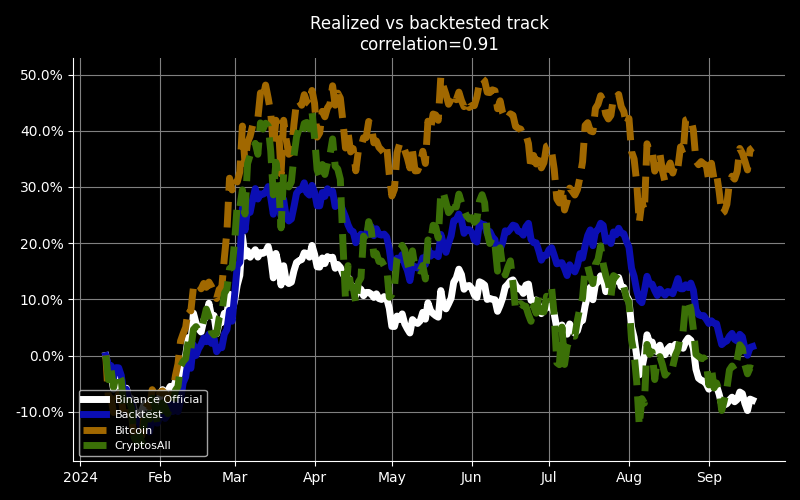 Realized vs backtested track
correlation=0.91
50.0%
40.0%
30.0%
20.0%
10.0%
0.0%
-10.0%
Binance Official
Backtest
Bitcoin
CryptosAll
2024 Feb Mar Apr May Jun Jul Aug Sep